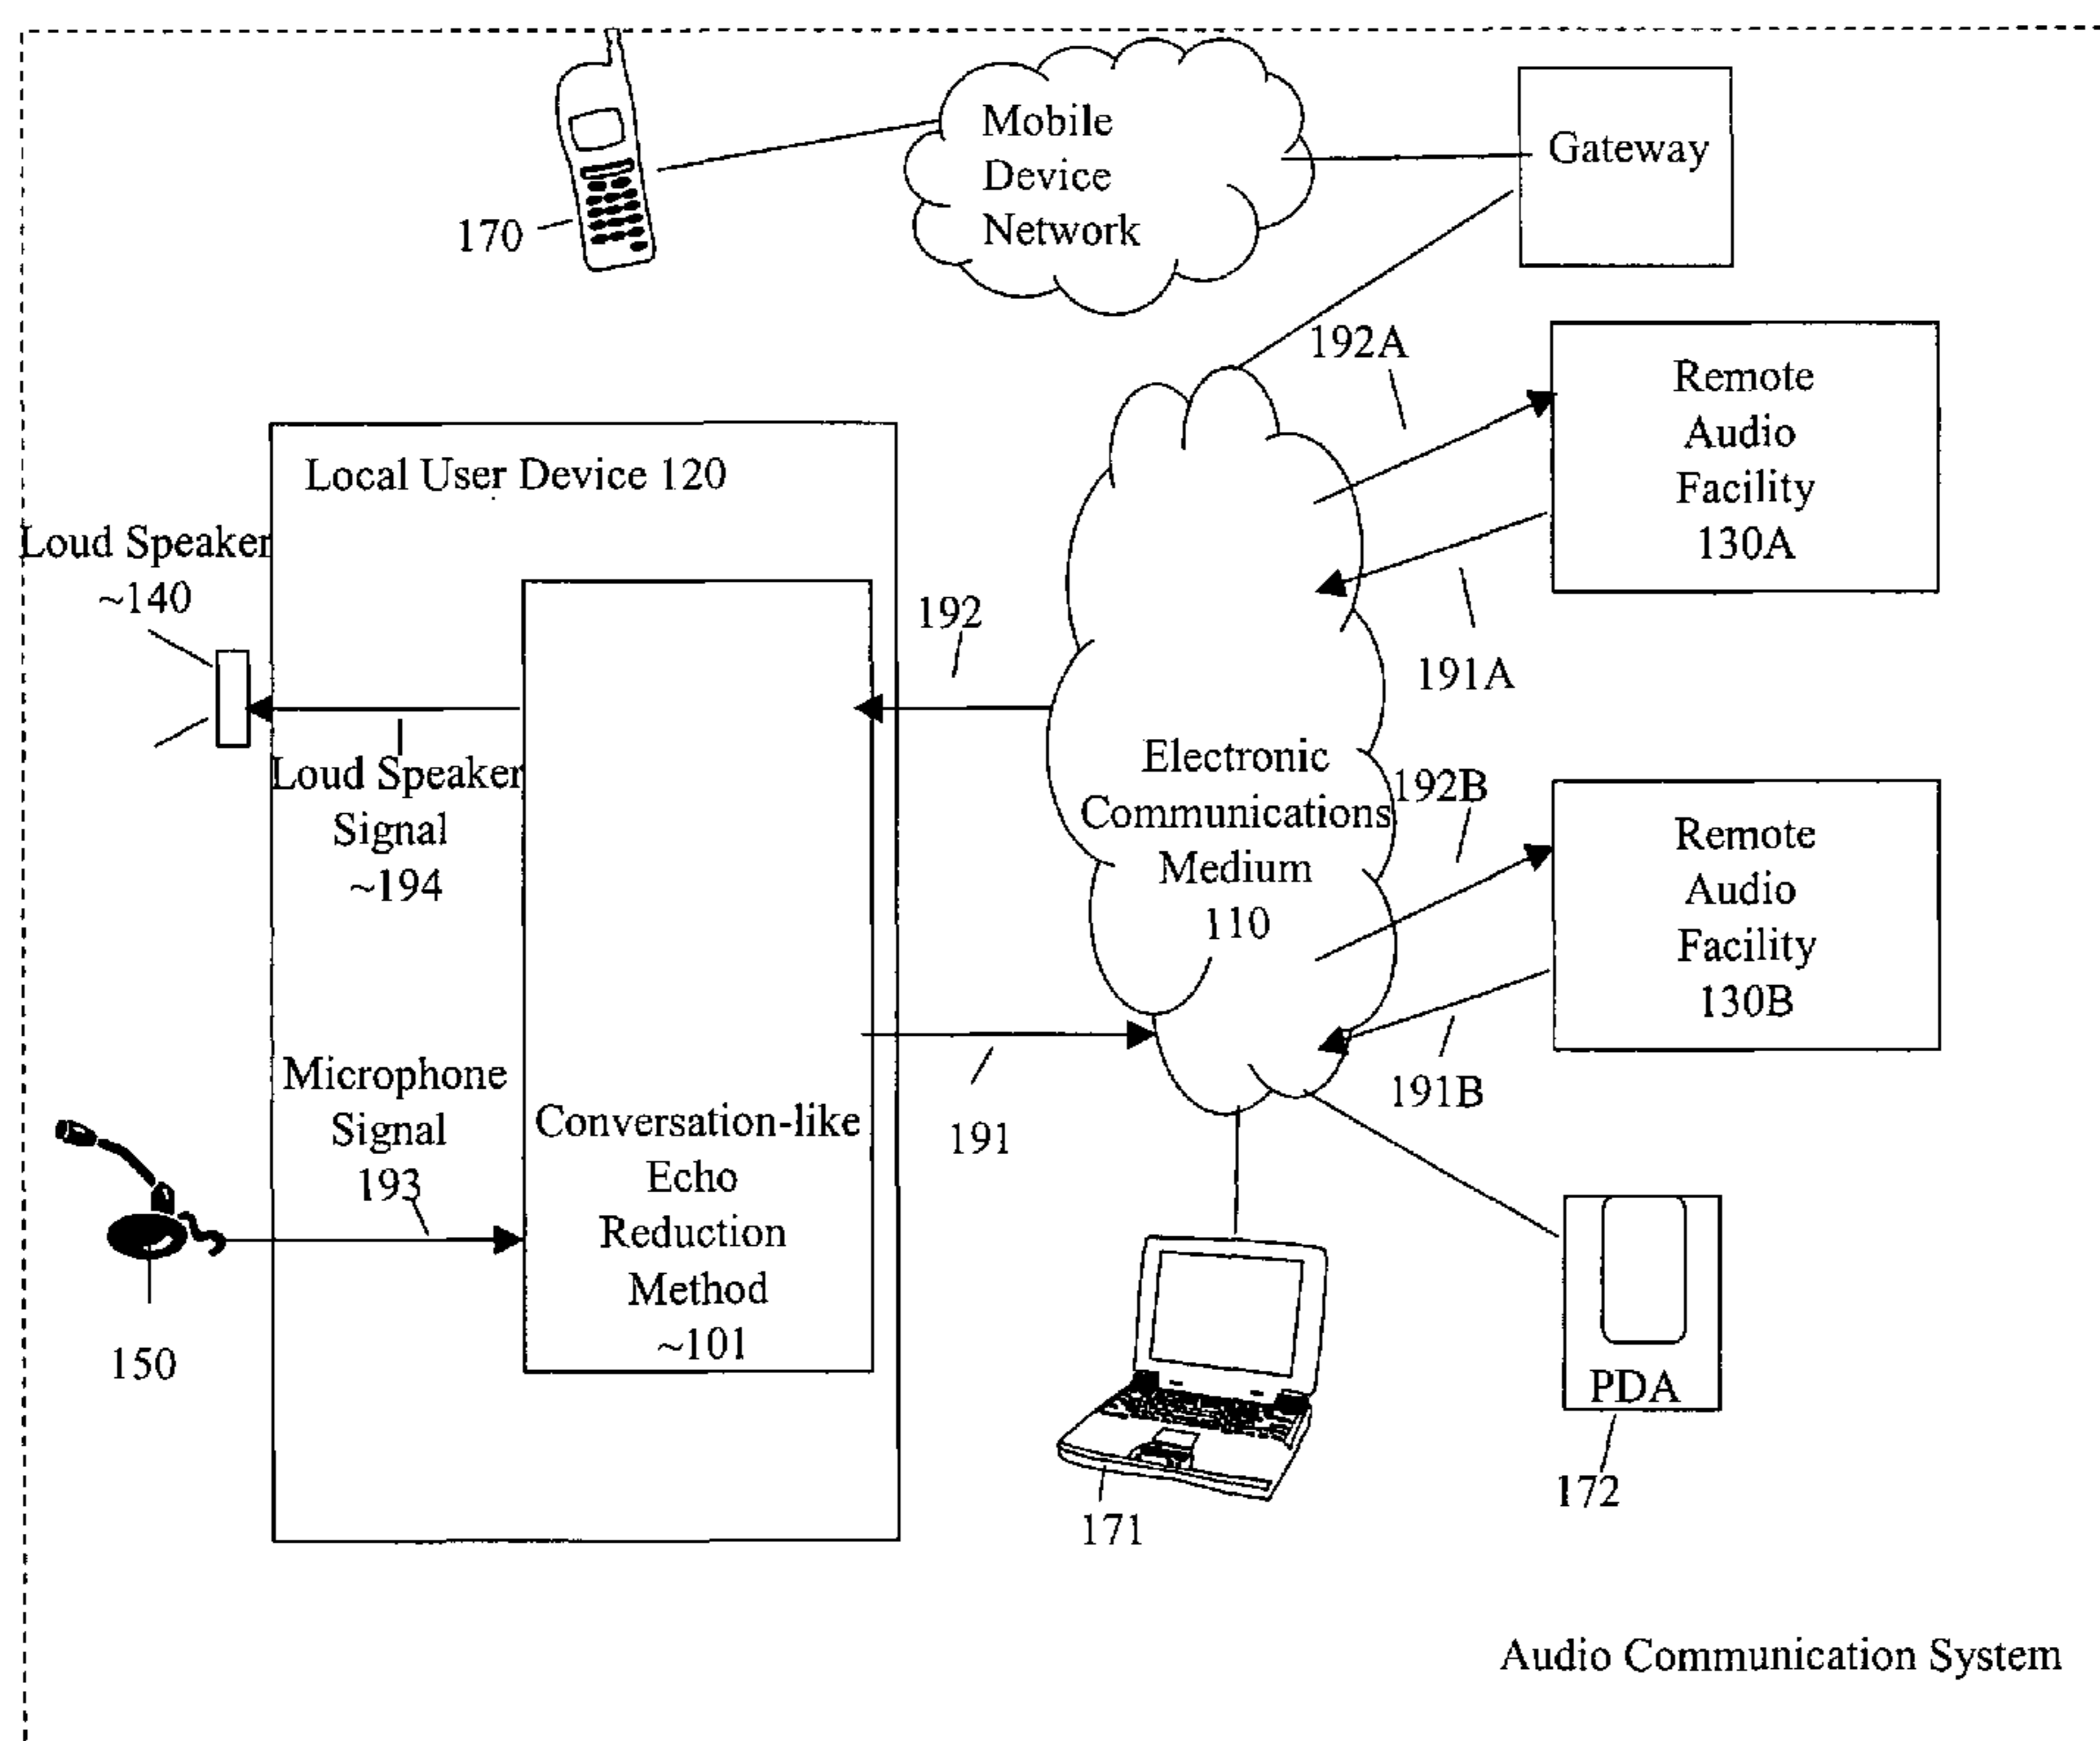 Mobile
Device
Network
Gateway
170
192A
Remote
Audio
Facility
130A
191A
Local User Device 120
Loud Speaker
~140
192
Loud Speaker
Signal
~194
Electronic
Communications
Medium
110
192B
Remote
Audio
Facility
130B
191B
Microphone
Signal
193
Conversation-like
Echo
Reduction
Method
~101
191
150
PDA
172
171
Audio Communication System